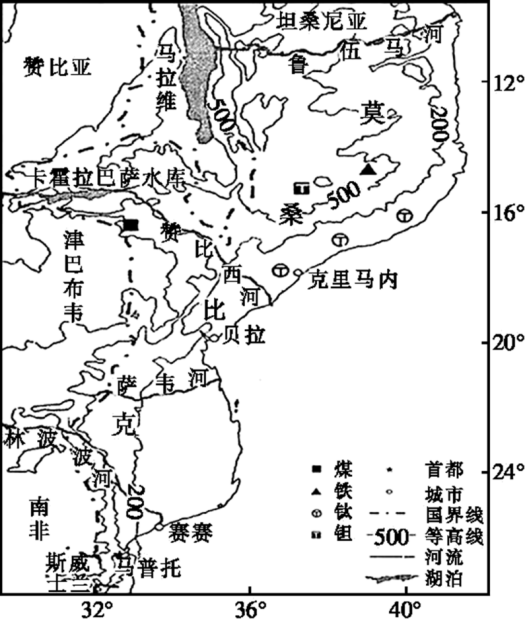 坦桑尼亚
鲁伍马河
赞比亚
马拉维
12°
500
200
莫
卡霍拉巴萨水库
500
桑
16°
津巴布韦
赞比西河
克里马内
比
贝拉
20°
萨韦河
克
林波波河
24°
南非
200
赛赛
斯威士兰
马普托
煤
铁
钛
钽
首都
城市
国界线
500 等高线
河流
湖泊
32°
36°
40°